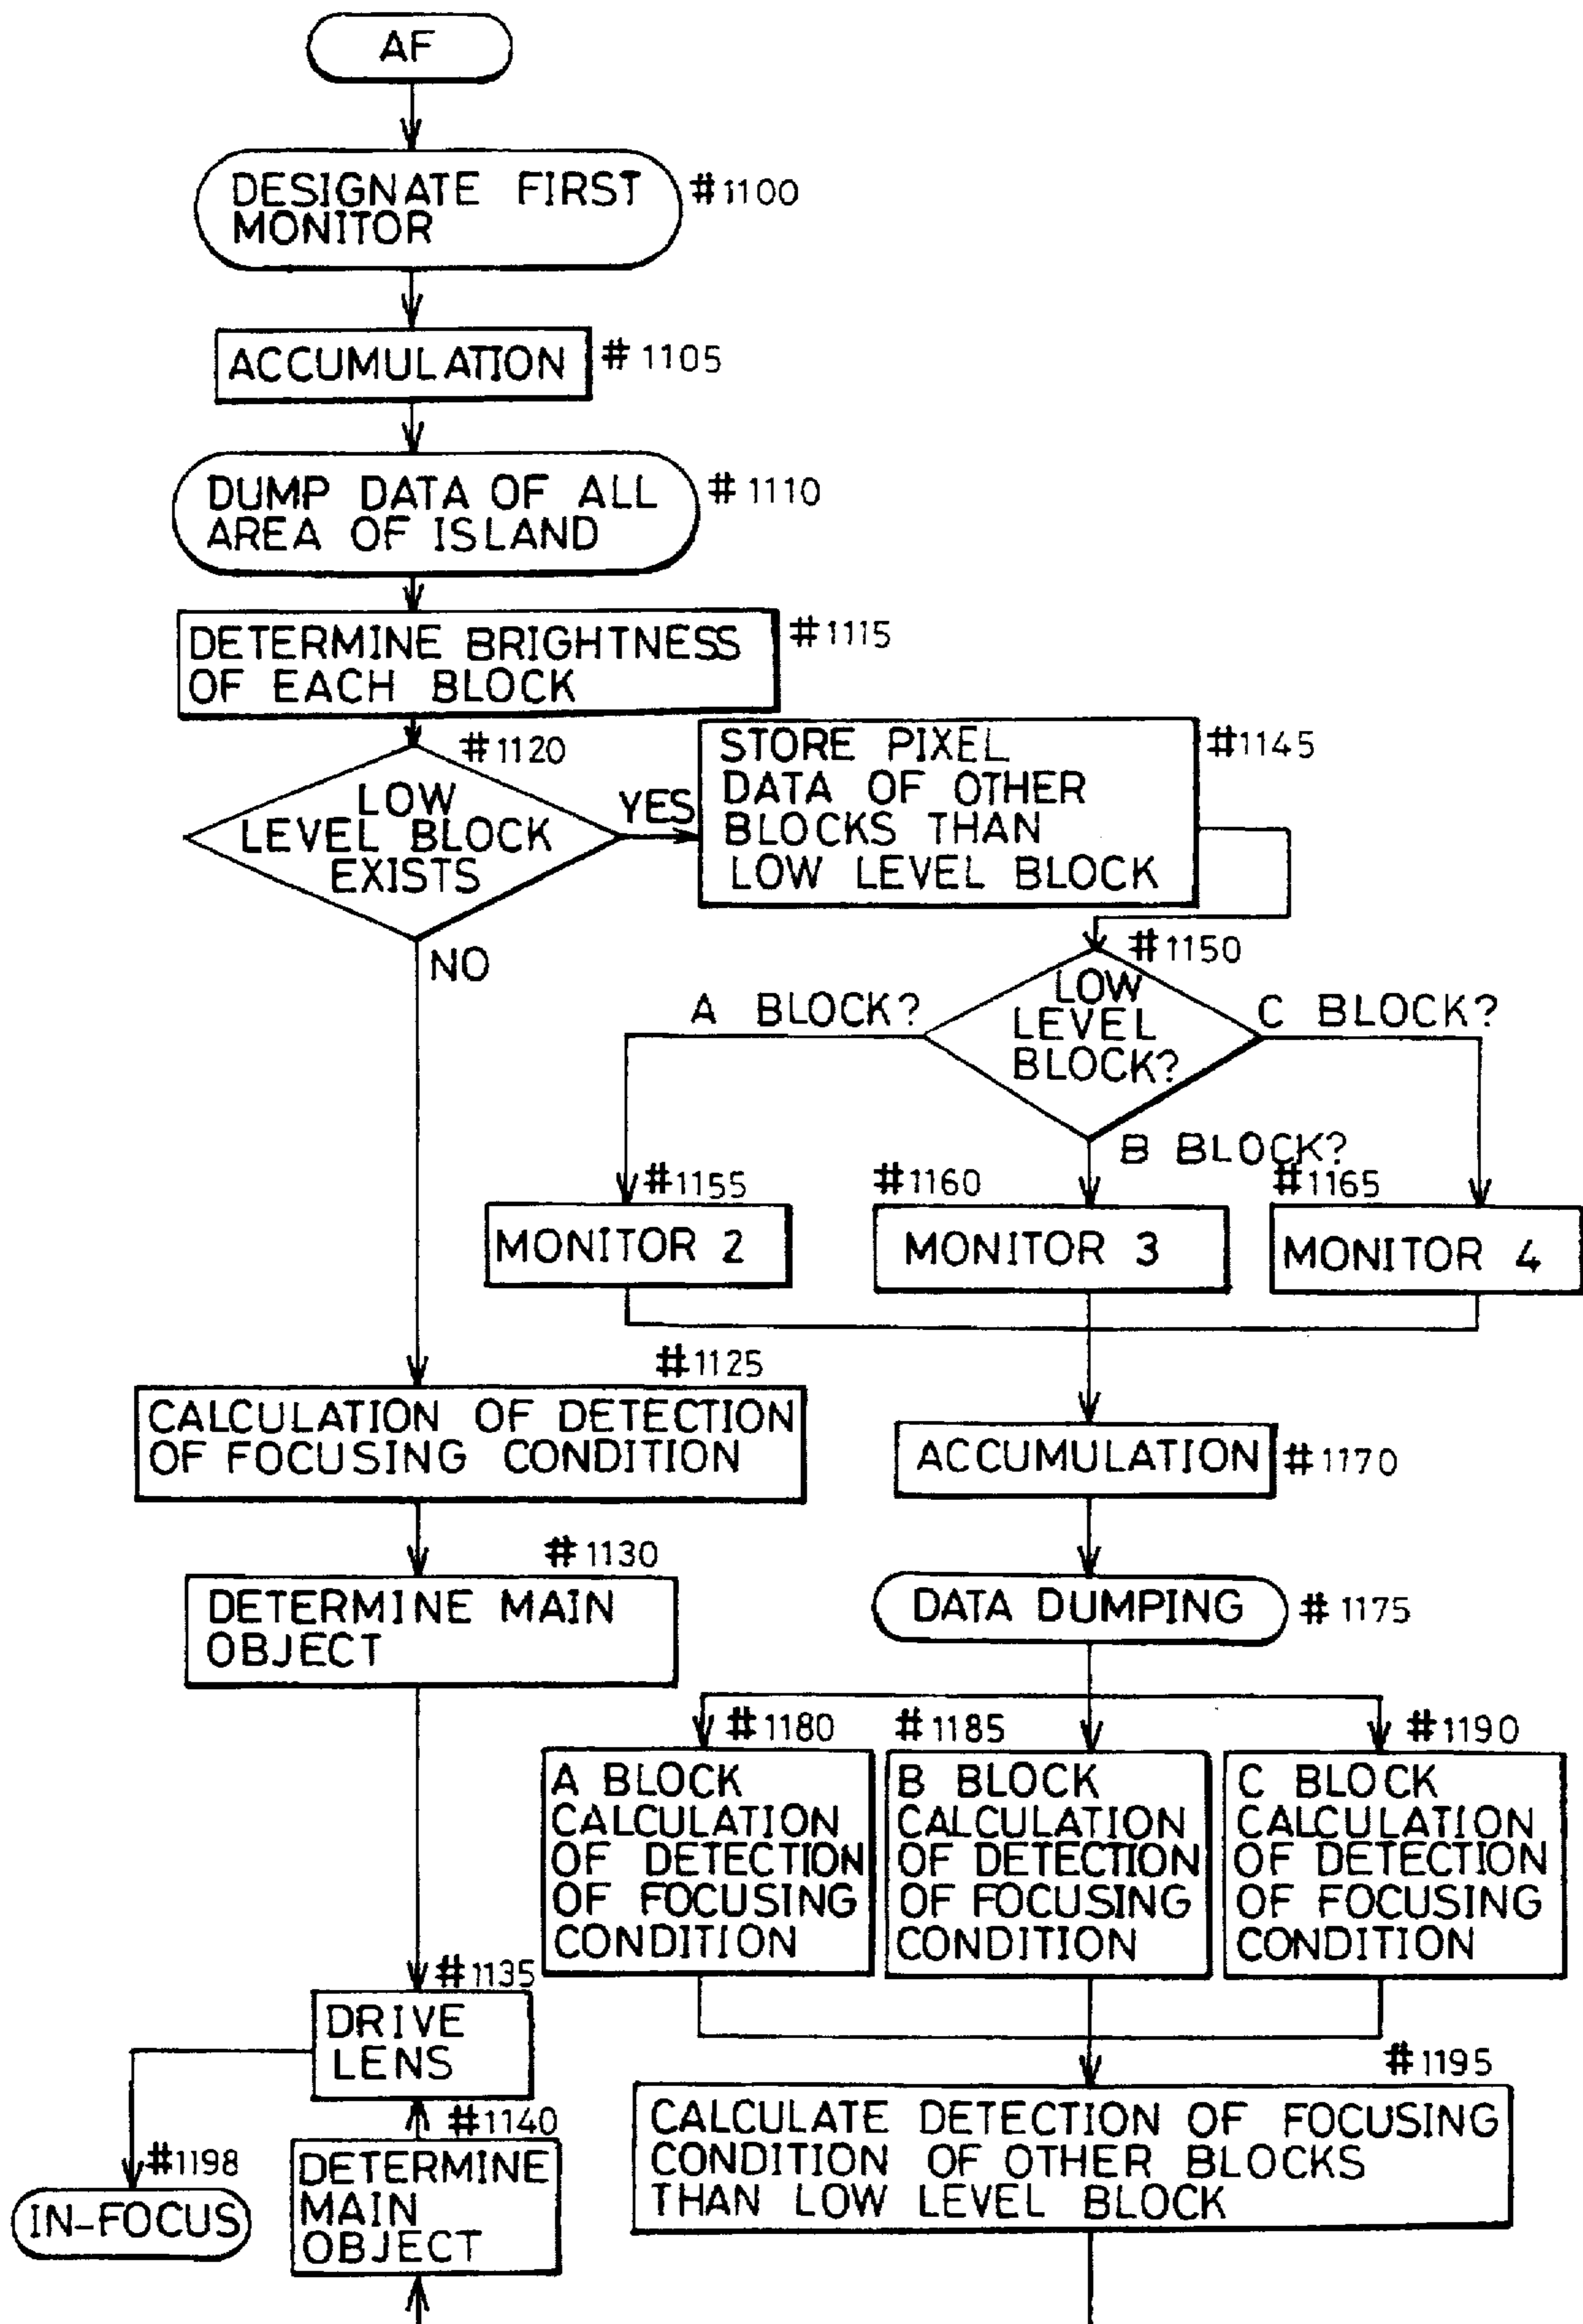 AF
DESIGNATE FIRST
MONITOR
#1100
ACCUMULATION
#1105
DUMP DATA OF ALL
AREA OF ISLAND
#1110
DETERMINE BRIGHTNESS
OF EACH BLOCK
#1115
#1120
LOW
LEVEL BLOCK
EXISTS
YES
NO
STORE PIXEL
DATA OF OTHER
BLOCKS THAN
LOW LEVEL BLOCK
#1145
#1150
LOW
LEVEL
BLOCK?
A BLOCK?
C BLOCK?
B BLOCK?
#1155
MONITOR 2
#1160
MONITOR 3
#1165
MONITOR 4
#1125
CALCULATION OF DETECTION
OF FOCUSING CONDITION
ACCUMULATION
#1170
#1130
DETERMINE MAIN
OBJECT
DATA DUMPING
#1175
#1180
A BLOCK
CALCULATION
OF DETECTION
OF FOCUSING
CONDITION
#1185
B BLOCK
CALCULATION
OF DETECTION
OF FOCUSING
CONDITION
#1190
C BLOCK
CALCULATION
OF DETECTION
OF FOCUSING
CONDITION
#1135
DRIVE
LENS
#1195
CALCULATE DETECTION OF FOCUSING
CONDITION OF OTHER BLOCKS
THAN LOW LEVEL BLOCK
#1140
DETERMINE
MAIN
OBJECT
#1198
IN-FOCUS